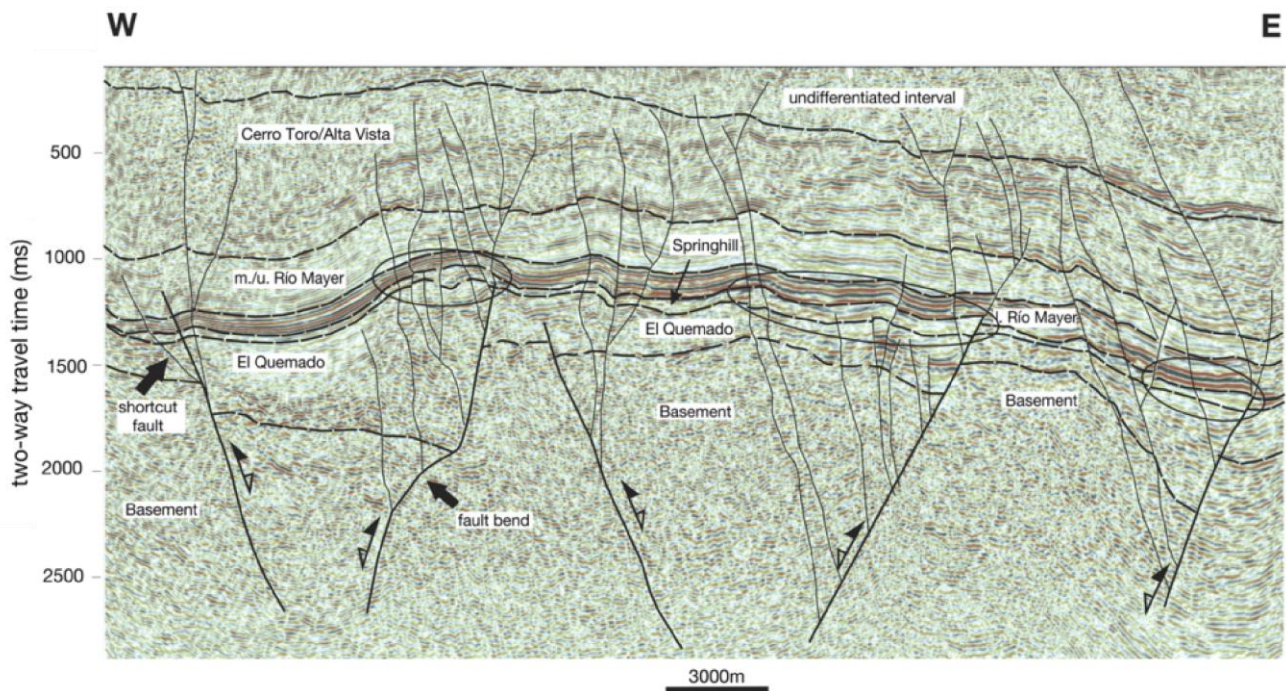 W
E
undifferentiated interval
Cerro Toro/Alta Vista
500
Springhill
1000
m./u. Río Mayer
l. Río Mayer
El Quemado
El Quemado
1500
Basement
Basement
shortcut
fault
two-way travel time (ms)
2000
Basement
fault bend
2500
3000m